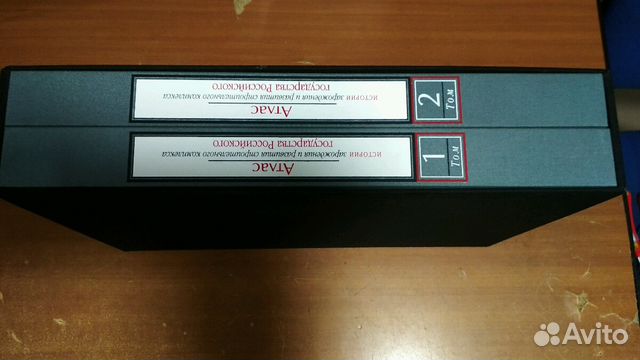 Том
1
Атлас
истории зарождения и развития строительного комплекса
государства Российского
Том
2
Атлас
истории зарождения и развития строительного комплекса
государства Российского
Avito